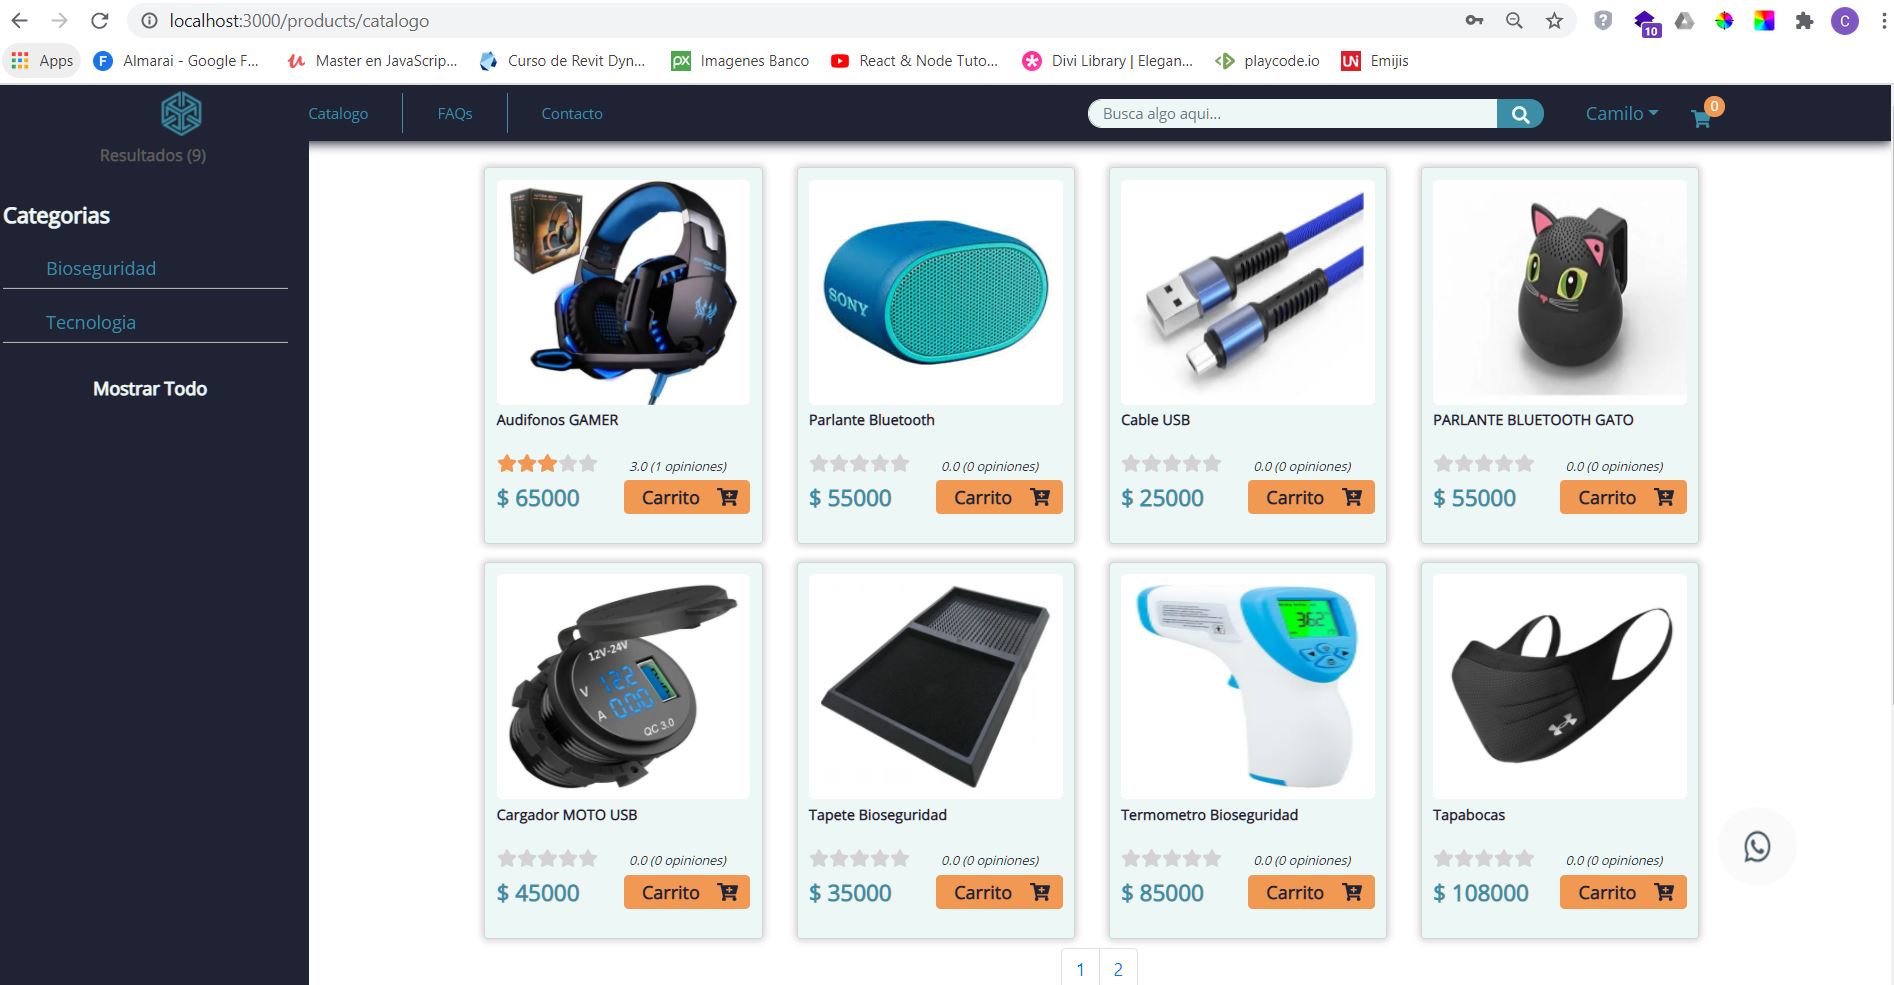 localhost:3000/products/catalogo
10
C
Apps
Almarai - Google F...
Master en JavaScrip...
Curso de Revit Dyn...
Imagenes Banco
React & Node Tuto...
Divi Library | Elegan...
playcode.io
Emijis
Catalogo
FAQs
Contacto
Busca algo aqui...
Camilo
0
Resultados (9)
Categorias
Bioseguridad
Tecnologia
Mostrar Todo
SONY
Audifonos GAMER
3.0 (1 opiniones)
$ 65000
Carrito
Parlante Bluetooth
0.0 (0 opiniones)
$ 55000
Carrito
Cable USB
0.0 (0 opiniones)
$ 25000
Carrito
PARLANTE BLUETOOTH GATO
0.0 (0 opiniones)
$ 55000
Carrito
12V-24V
V
12.2
A
0.00
QC 3.0
Cargador MOTO USB
0.0 (0 opiniones)
$ 45000
Carrito
Tapete Bioseguridad
0.0 (0 opiniones)
$ 35000
Carrito
36.2
Termometro Bioseguridad
0.0 (0 opiniones)
$ 85000
Carrito
Tapabocas
0.0 (0 opiniones)
$ 108000
Carrito
1
2